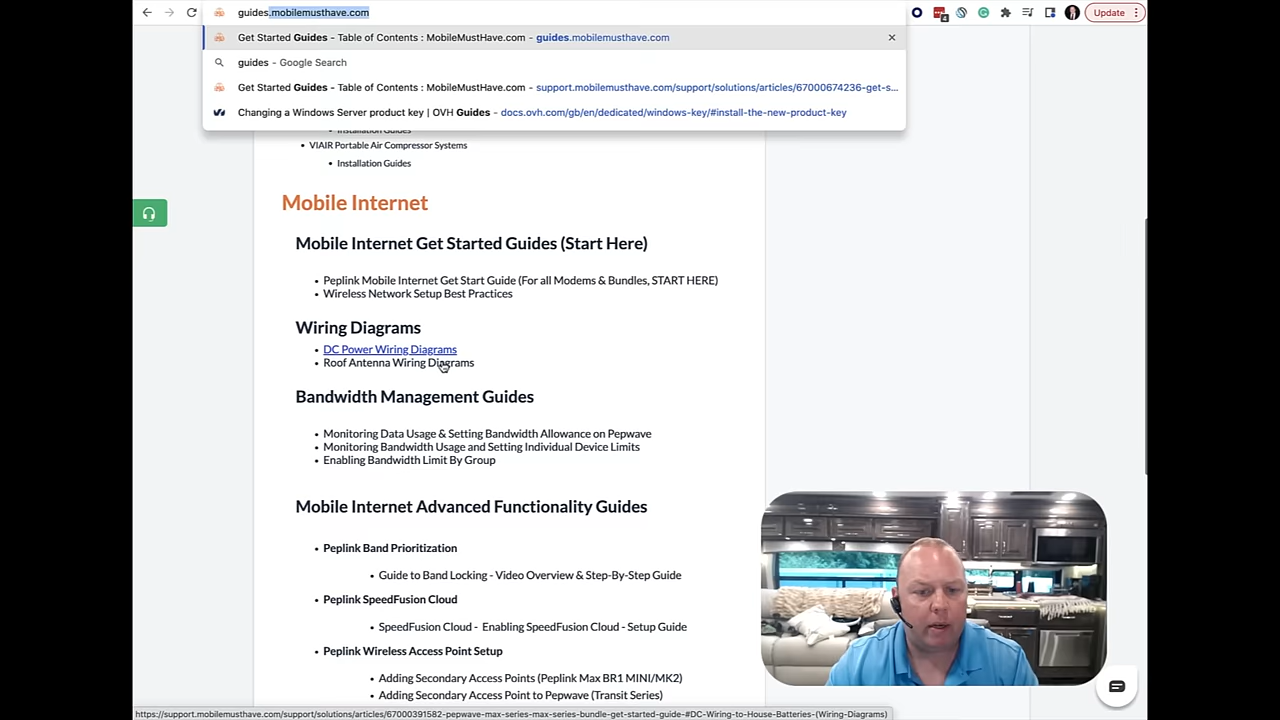 guides.mobilemusthave.com
Update
Get Started Guides - Table of Contents : MobileMustHave.com - guides.mobilemusthave.com
guides - Google Search
Get Started Guides - Table of Contents : MobileMustHave.com - support.mobilemusthave.com/support/solutions/articles/67000674236-get-s...
Changing a Windows Server product key | OVH Guides - docs.ovh.com/gb/en/dedicated/windows-key/#install-the-new-product-key
4
Installation Guides
VIAIR Portable Air Compressor Systems
Installation Guides
Mobile Internet
Mobile Internet Get Started Guides (Start Here)
Peplink Mobile Internet Get Start Guide (For all Modems & Bundles, START HERE)
Wireless Network Setup Best Practices
Wiring Diagrams
DC Power Wiring Diagrams
Roof Antenna Wiring Diagrams
Bandwidth Management Guides
Monitoring Data Usage & Setting Bandwidth Allowance on Pepwave
Monitoring Bandwidth Usage and Setting Individual Device Limits
Enabling Bandwidth Limit By Group
Mobile Internet Advanced Functionality Guides
Peplink Band Prioritization
Guide to Band Locking - Video Overview & Step-By-Step Guide
Peplink SpeedFusion Cloud
SpeedFusion Cloud - Enabling SpeedFusion Cloud - Setup Guide
Peplink Wireless Access Point Setup
Adding Secondary Access Points (Peplink Max BR1 MINI/MK2)
Adding Secondary Access Point to Pepwave (Transit Series)
https://support.mobilemusthave.com/support/solutions/articles/67000391582-pepwave-max-series-max-series-bundle-get-started-guide-#DC-Wiring-to-House-Batteries-(Wiring-Diagrams)